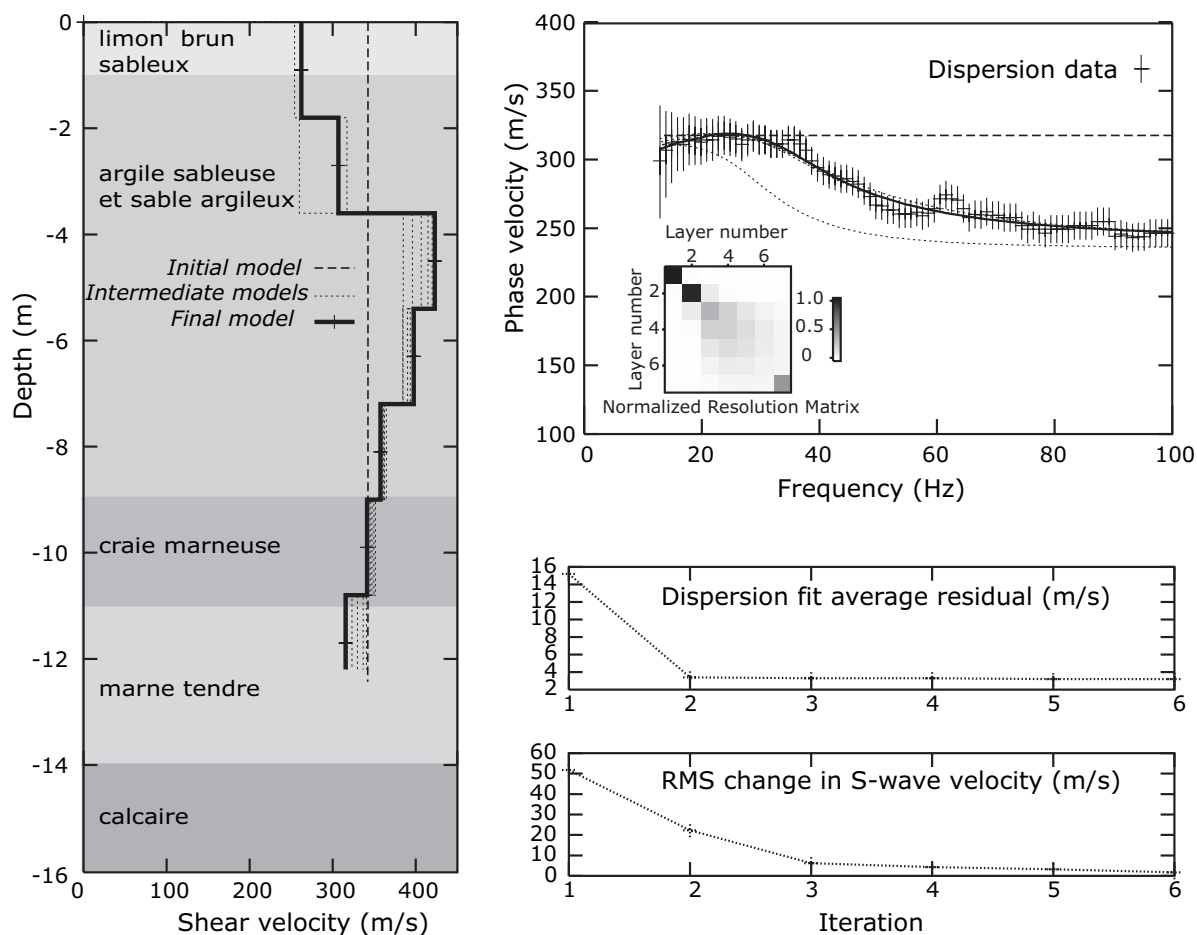 0
-2
-4
-6
-8
-10
-12
-14
-16
Depth (m)
limon brun
sableux
argile sableuse
et sable argileux
Initial model
Intermediate models
Final model
craie marneuse
marne tendre
calcaire
0 100 200 300 400
Shear velocity (m/s)
400
350
300
250
200
150
100
Phase velocity (m/s)
Dispersion data
Layer number
2 4 6
Layer number
2
4
6
1.0
0.5
0
Normalized Resolution Matrix
0 20 40 60 80 100
Frequency (Hz)
16
14
12
10
8
6
4
2
Dispersion fit average residual (m/s)
1 2 3 4 5 6
60
50
40
30
20
10
0
RMS change in S-wave velocity (m/s)
1 2 3 4 5 6
Iteration